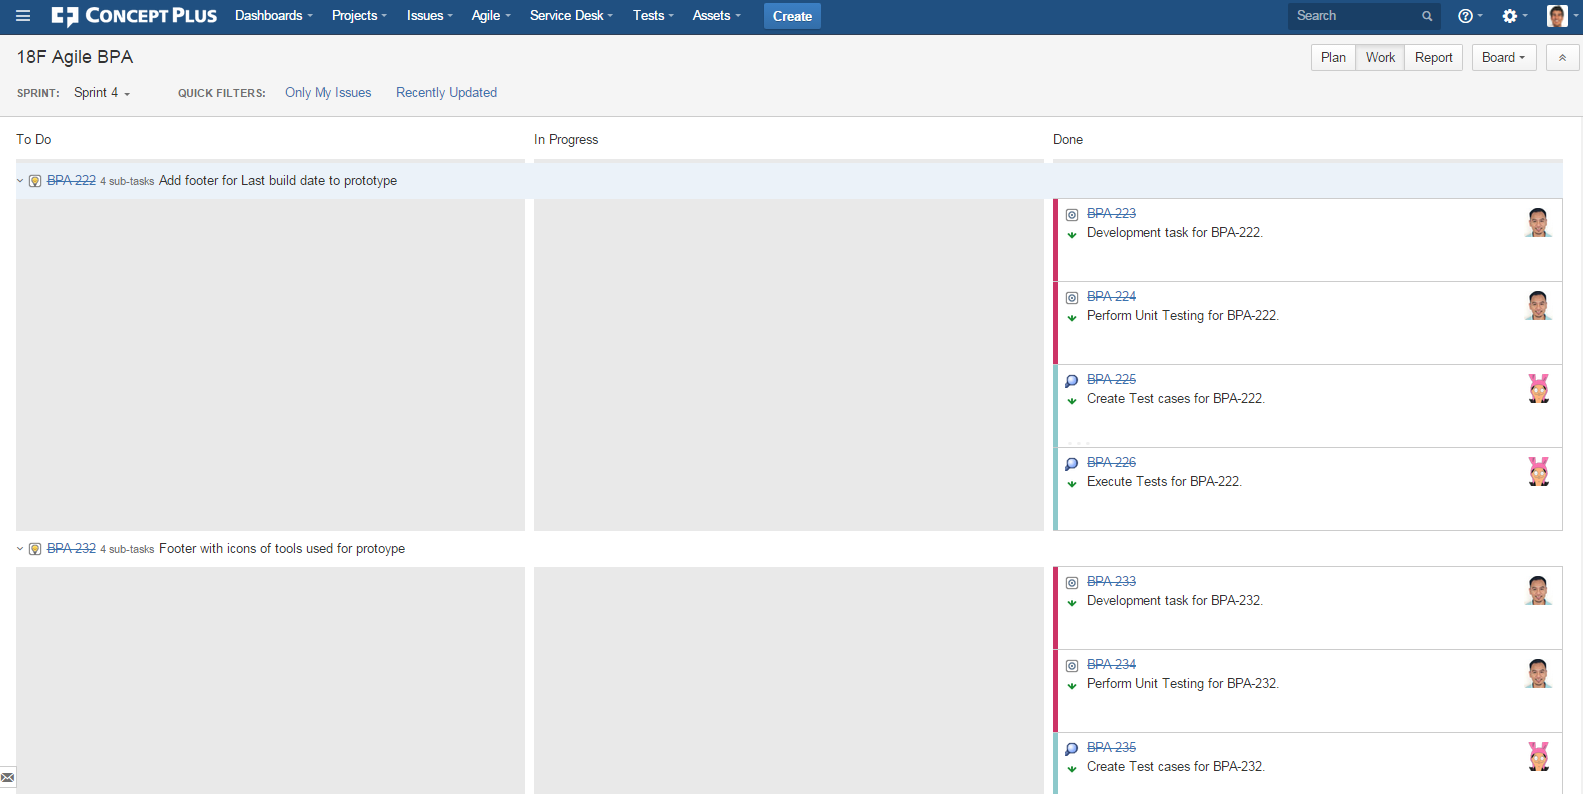 CONCEPT PLUS Dashboards Projects Issues Agile Service Desk Tests Assets Create Search
18F Agile BPA
Plan Work Report Board
SPRINT: Sprint 4 QUICK FILTERS: Only My Issues Recently Updated
To Do In Progress Done
BPA-222 4 sub-tasks Add footer for Last build date to prototype
BPA-223
Development task for BPA-222.
BPA-224
Perform Unit Testing for BPA-222.
BPA-225
Create Test cases for BPA-222.
BPA-226
Execute Tests for BPA-222.
BPA-232 4 sub-tasks Footer with icons of tools used for protoype
BPA-233
Development task for BPA-232.
BPA-234
Perform Unit Testing for BPA-232.
BPA-235
Create Test cases for BPA-232.